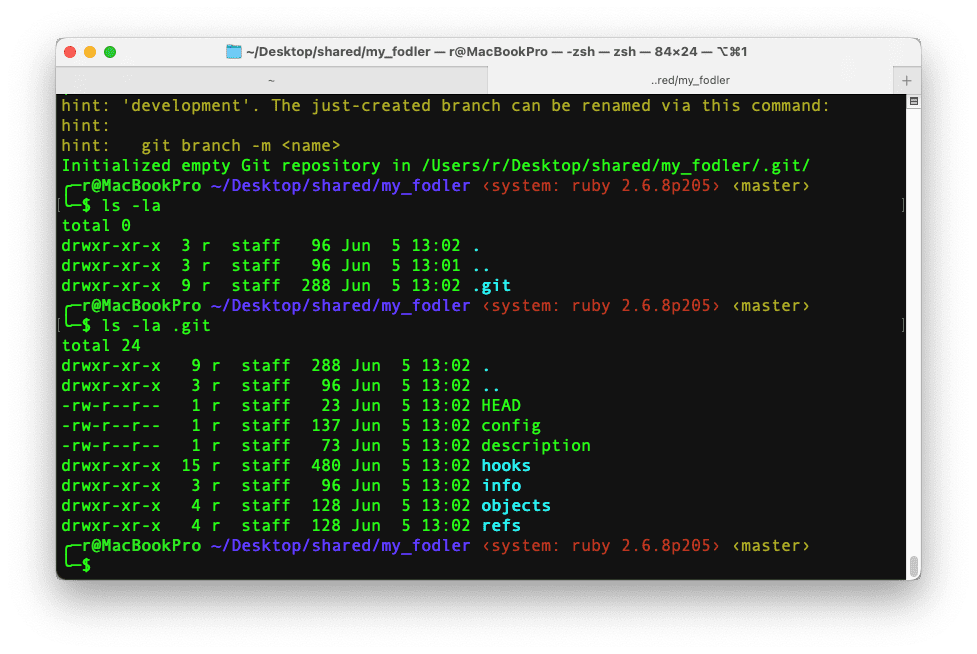 ~/Desktop/shared/my_fodler — r@MacBookPro — -zsh — zsh — 84×24 — ⌥⌘1
~ ..red/my_fodler +
hint: 'development'. The just-created branch can be renamed via this command:
hint:
hint:   git branch -m <name>
Initialized empty Git repository in /Users/r/Desktop/shared/my_fodler/.git/
╭─r@MacBookPro ~/Desktop/shared/my_fodler ‹system: ruby 2.6.8p205› ‹master›
[╰─$ ls -la ]
total 0
drwxr-xr-x  3 r  staff   96 Jun  5 13:02 .
drwxr-xr-x  3 r  staff   96 Jun  5 13:01 ..
drwxr-xr-x  9 r  staff  288 Jun  5 13:02 .git
╭─r@MacBookPro ~/Desktop/shared/my_fodler ‹system: ruby 2.6.8p205› ‹master›
[╰─$ ls -la .git ]
total 24
drwxr-xr-x   9 r  staff  288 Jun  5 13:02 .
drwxr-xr-x   3 r  staff   96 Jun  5 13:02 ..
-rw-r--r--   1 r  staff   23 Jun  5 13:02 HEAD
-rw-r--r--   1 r  staff  137 Jun  5 13:02 config
-rw-r--r--   1 r  staff   73 Jun  5 13:02 description
drwxr-xr-x  15 r  staff  480 Jun  5 13:02 hooks
drwxr-xr-x   3 r  staff   96 Jun  5 13:02 info
drwxr-xr-x   4 r  staff  128 Jun  5 13:02 objects
drwxr-xr-x   4 r  staff  128 Jun  5 13:02 refs
╭─r@MacBookPro ~/Desktop/shared/my_fodler ‹system: ruby 2.6.8p205› ‹master›
╰─$